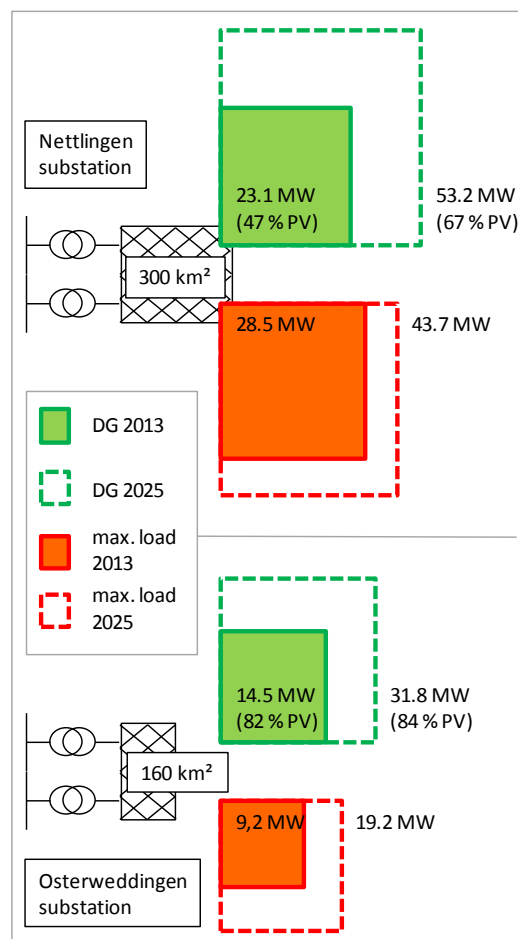 Nettlingen
substation
23.1 MW
(47 % PV)
53.2 MW
(67 % PV)
300 km²
28.5 MW
43.7 MW
DG 2013
DG 2025
max. load
2013
max. load
2025
14.5 MW
(82 % PV)
31.8 MW
(84 % PV)
160 km²
9,2 MW
19.2 MW
Osterweddingen
substation